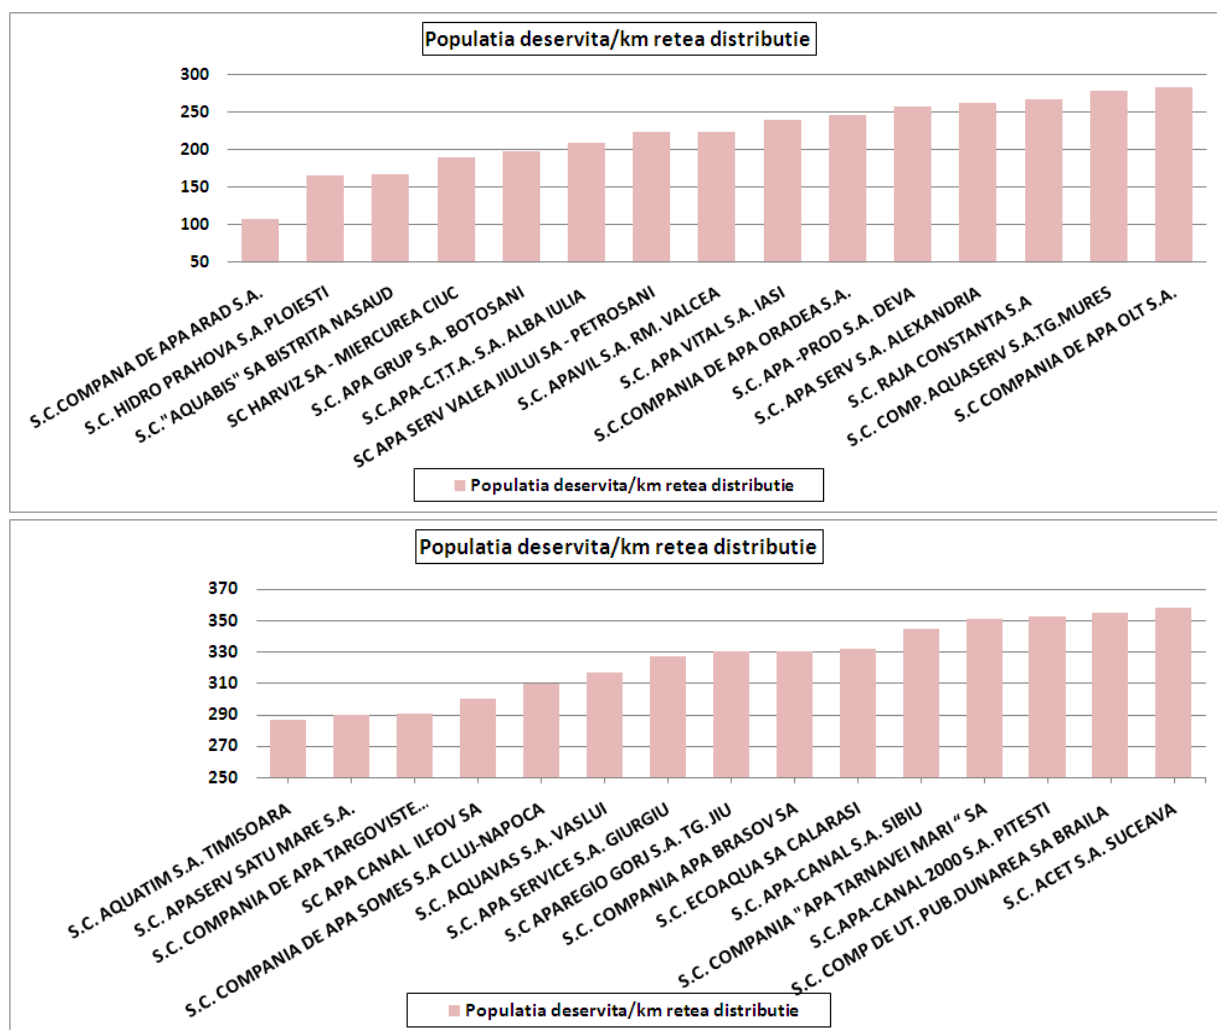 Populatia deservita/km retea distributie
300
250
200
150
100
50
S.C.COMPANA DE APA ARAD S.A.
S.C. HIDRO PRAHOVA S.A.PLOIESTI
S.C."AQUABIS" SA BISTRITA NASAUD
SC HARVIZ SA - MIERCUREA CIUC
S.C. APA GRUP S.A. BOTOSANI
S.C.APA-C.T.T.A. S.A. ALBA IULIA
SC APA SERV VALEA JIULUI SA - PETROSANI
S.C. APAVIL S.A. RM. VALCEA
S.C. APA VITAL S.A. IASI
S.C.COMPANIA DE APA ORADEA S.A.
S.C. APA -PROD S.A. DEVA
S.C. APA SERV S.A. ALEXANDRIA
S.C. RAJA CONSTANTA S.A
S.C. COMP. AQUASERV S.A.TG.MURES
S.C COMPANIA DE APA OLT S.A.
Populatia deservita/km retea distributie
Populatia deservita/km retea distributie
370
350
330
310
290
270
250
S.C. AQUATIM S.A. TIMISOARA
S.C. APASERV SATU MARE S.A.
S.C. COMPANIA DE APA TARGOVISTE...
SC APA CANAL ILFOV SA
S.C. COMPANIA DE APA SOMES S.A CLUJ-NAPOCA
S.C. AQUAVAS S.A. VASLUI
S.C. APA SERVICE S.A. GIURGIU
S.C APAREGIO GORJ S.A. TG. JIU
S.C. COMPANIA APA BRASOV SA
S.C. ECOAQUA SA CALARASI
S.C. APA-CANAL S.A. SIBIU
S.C. COMPANIA "APA TARNAVEI MARI “ SA
S.C.APA-CANAL 2000 S.A. PITESTI
S.C. COMP DE UT. PUB.DUNAREA SA BRAILA
S.C. ACET S.A. SUCEAVA
Populatia deservita/km retea distributie